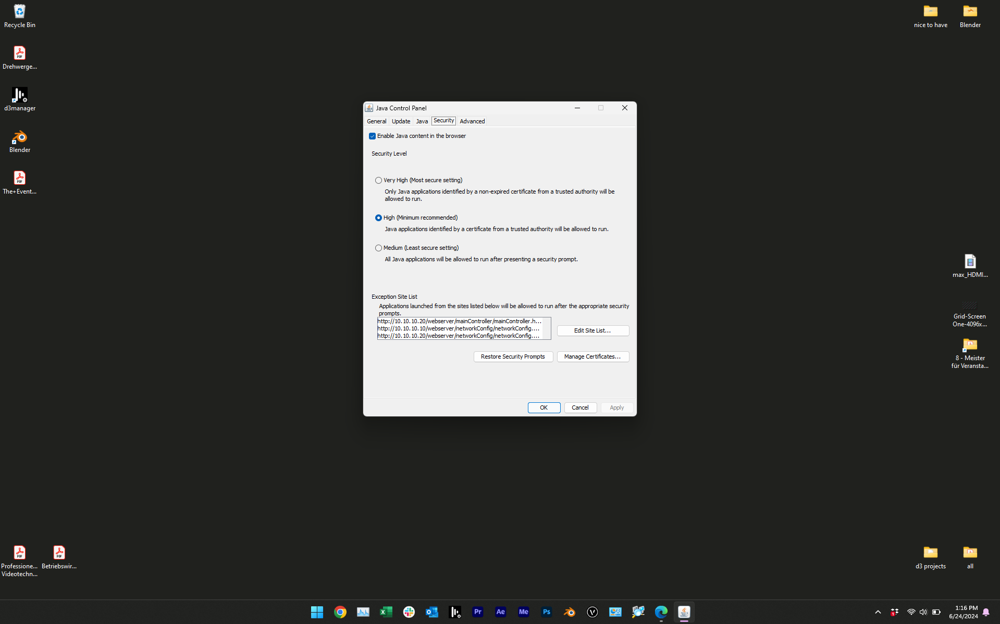 Recycle Bin
Drehwerge...
d3manager
Blender
The+Event...
Professione...
Videotechn...
Betriebswir...
nice to have
Blender
max_HDMI...
Grid-Screen
One-4096x...
8 - Meister
für Veransta...
d3 projects
all
Java Control Panel
General Update Java Security Advanced
Enable Java content in the browser
Security Level
Very High (Most secure setting)
Only Java applications identified by a non-expired certificate from a trusted authority will be
allowed to run.
High (Minimum recommended)
Java applications identified by a certificate from a trusted authority will be allowed to run.
Medium (Least secure setting)
All Java applications will be allowed to run after presenting a security prompt.
Exception Site List
Applications launched from the sites listed below will be allowed to run after the appropriate security
prompts.
http://10.10.10.20/webserver/mainController/mainController.h...
http://10.10.10.10/webserver/networkConfig/networkConfig....
http://10.10.10.20/webserver/networkConfig/networkConfig....
Edit Site List...
Restore Security Prompts
Manage Certificates...
OK
Cancel
Apply
Pr
Ae
Me
Ps
1:16 PM
6/24/2024